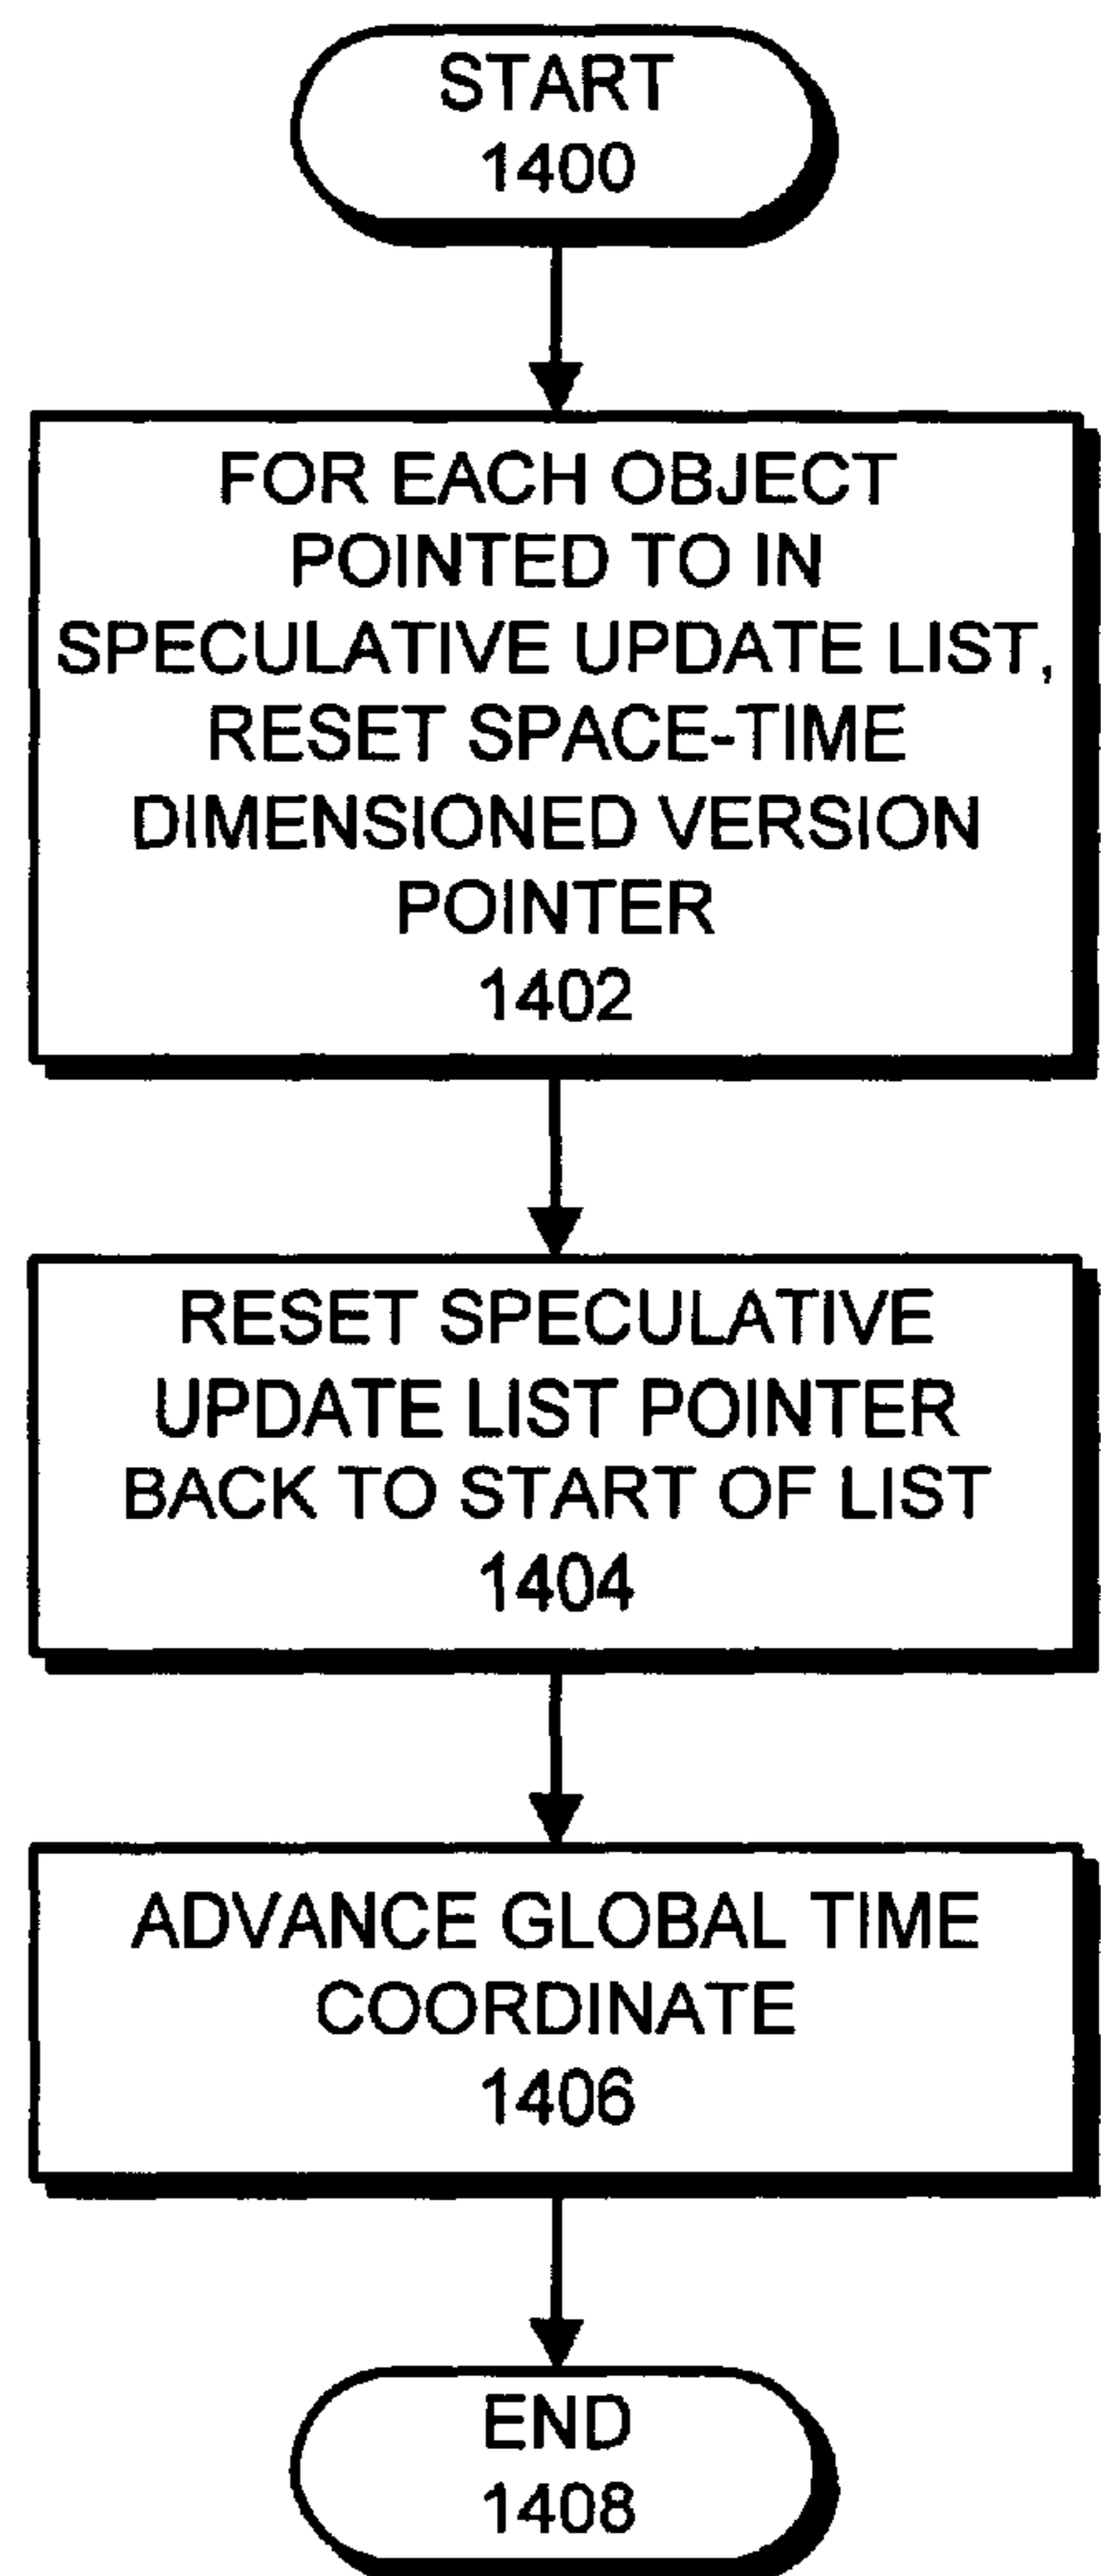 START
1400
FOR EACH OBJECT
POINTED TO IN
SPECULATIVE UPDATE LIST,
RESET SPACE-TIME
DIMENSIONED VERSION
POINTER
1402
RESET SPECULATIVE
UPDATE LIST POINTER
BACK TO START OF LIST
1404
ADVANCE GLOBAL TIME
COORDINATE
1406
END
1408